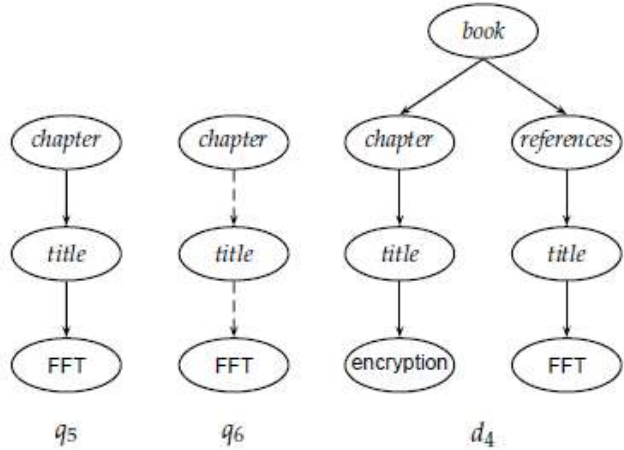 book
chapter chapter chapter references
title title title title
FFT FFT encryption FFT
q5 q6 d4